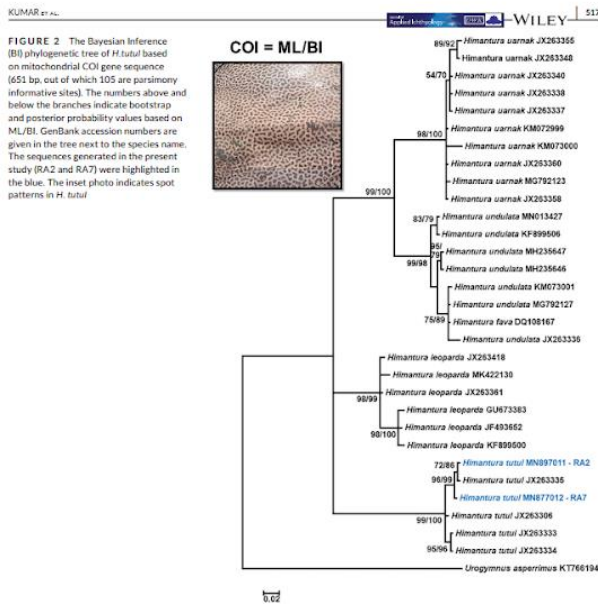 KUMAR ET AL.
Applied Ichthyology
WILEY
517
FIGURE 2 The Bayesian Inference
(BI) phylogenetic tree of H.tutul based
on mitochondrial COI gene sequence
(651 bp, out of which 105 are parsimony
informative sites). The numbers above and
below the branches indicate bootstrap
and posterior probability values based on
ML/BI. GenBank accession numbers are
given in the tree next to the species name.
The sequences generated in the present
study (RA2 and RA7) were highlighted in
the blue. The inset photo indicates spot
patterns in H. tutul
COI = ML/BI
89/92
Himantura uarnak JX263355
Himantura uarnak JX263348
54/70
Himantura uarnak JX263340
Himantura uarnak JX263338
Himantura uarnak JX263337
98/100
Himantura uarnak KM072999
Himantura uarnak KM073000
Himantura uarnak JX263360
Himantura uarnak MG792123
Himantura uarnak JX263358
99/100
83/79
Himantura undulata MN013427
Himantura undulata KF899506
95/
79
Himantura undulata MH235647
99/98
Himantura undulata MH235646
Himantura undulata KM073001
Himantura undulata MG792127
75/89
Himantura fava DQ108167
Himantura undulata JX263336
Himantura leoparda JX263418
Himantura leoparda MK422130
98/99
Himantura leoparda JX263361
Himantura leoparda GU673383
98/100
Himantura leoparda JF493652
Himantura leoparda KF899500
72/86
Himantura tutul MN897011 - RA2
96/99
Himantura tutul JX263335
Himantura tutul MN877012 - RA7
99/100
Himantura tutul JX263306
Himantura tutul JX263333
95/96
Himantura tutul JX263334
Urogymnus asperrimus KT766194
0.02